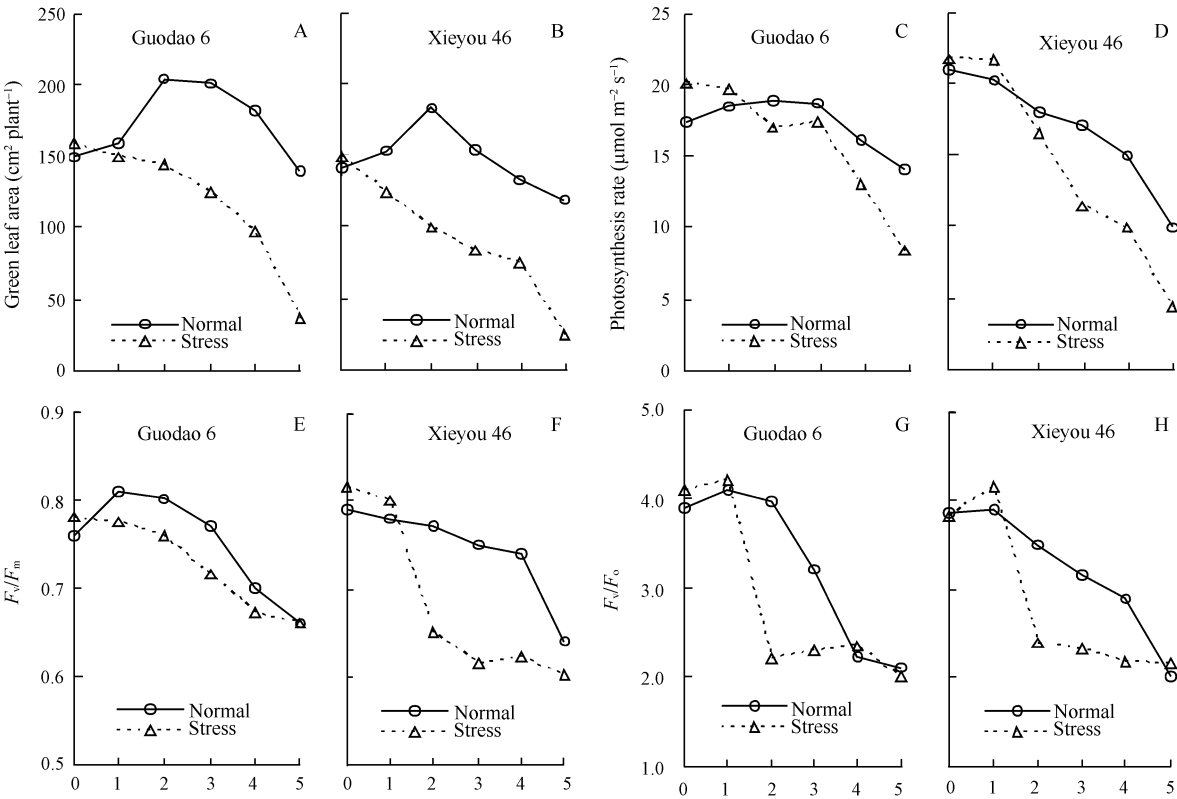 Guodao 6
A
Green leaf area (cm² plant⁻¹)
250
200
150
100
50
0
Normal
Stress
Xieyou 46
B
Normal
Stress
Guodao 6
C
Photosynthesis rate (μmol m⁻² s⁻¹)
25
20
15
10
5
0
Normal
Stress
Xieyou 46
D
Normal
Stress
Guodao 6
E
Fv/Fm
0.9
0.8
0.7
0.6
0.5
Normal
Stress
0 1 2 3 4 5
Xieyou 46
F
Normal
Stress
0 1 2 3 4 5
Guodao 6
G
Fv/Fo
5.0
4.0
3.0
2.0
1.0
Normal
Stress
0 1 2 3 4 5
Xieyou 46
H
Normal
Stress
0 1 2 3 4 5